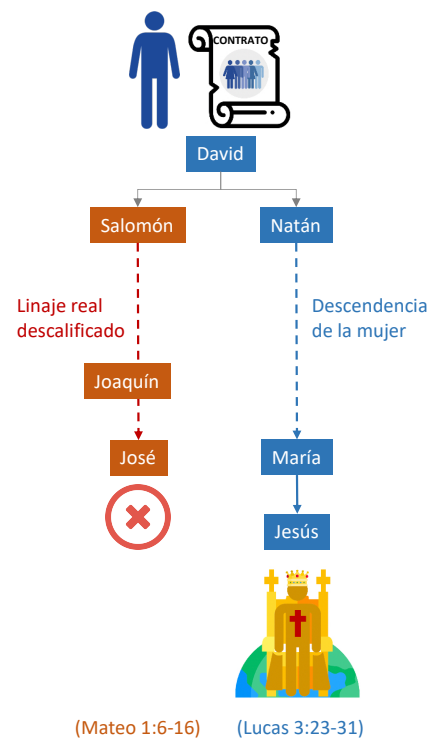 CONTRATO
David
Salomón
Natán
Linaje real
descalificado
Descendencia
de la mujer
Joaquín
José
María
Jesús
(Mateo 1:6-16)
(Lucas 3:23-31)